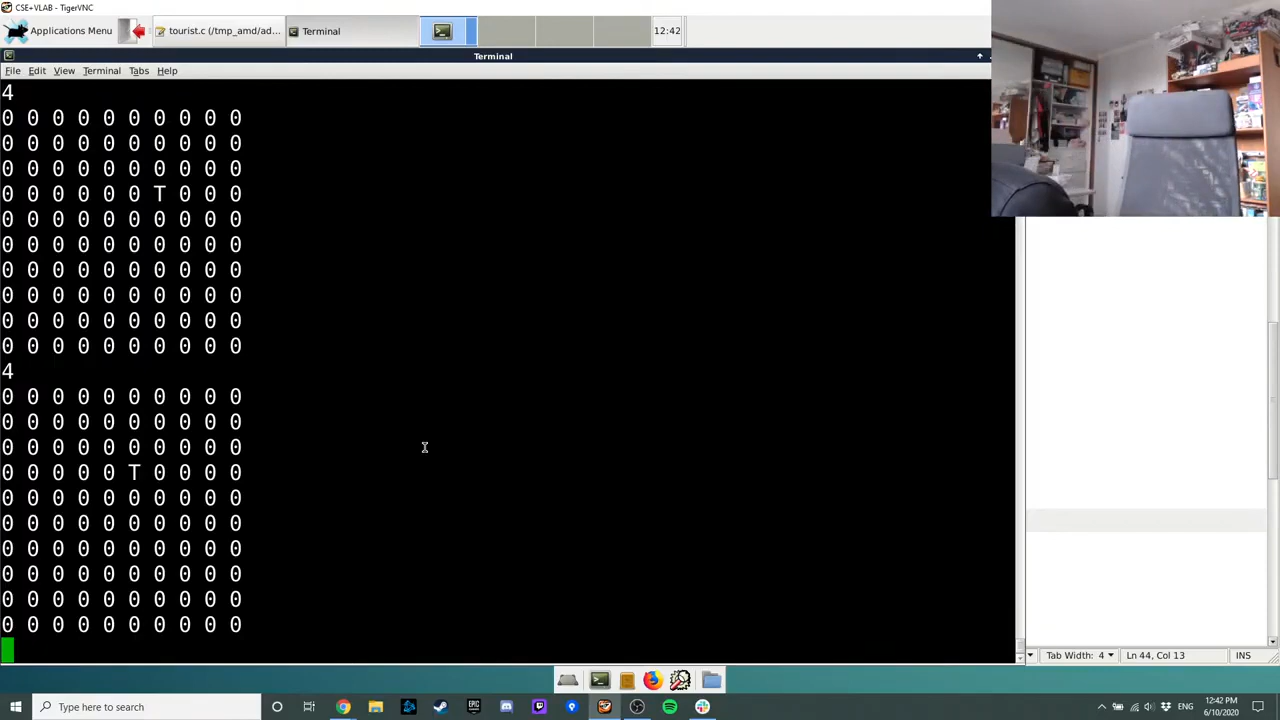 CSE+VLAB - TigerVNC
Applications Menu
tourist.c (/tmp_amd/ad...
Terminal
12:42
Terminal
File Edit View Terminal Tabs Help
4
0 0 0 0 0 0 0 0 0 0
0 0 0 0 0 0 0 0 0 0
0 0 0 0 0 0 0 0 0 0
0 0 0 0 0 0 T 0 0 0
0 0 0 0 0 0 0 0 0 0
0 0 0 0 0 0 0 0 0 0
0 0 0 0 0 0 0 0 0 0
0 0 0 0 0 0 0 0 0 0
0 0 0 0 0 0 0 0 0 0
0 0 0 0 0 0 0 0 0 0
4
0 0 0 0 0 0 0 0 0 0
0 0 0 0 0 0 0 0 0 0
0 0 0 0 0 0 0 0 0 0
0 0 0 0 0 T 0 0 0 0
0 0 0 0 0 0 0 0 0 0
0 0 0 0 0 0 0 0 0 0
0 0 0 0 0 0 0 0 0 0
0 0 0 0 0 0 0 0 0 0
0 0 0 0 0 0 0 0 0 0
0 0 0 0 0 0 0 0 0 0
Tab Width: 4 Ln 44, Col 13 INS
Type here to search
EPIC
ENG
12:42 PM
6/10/2020